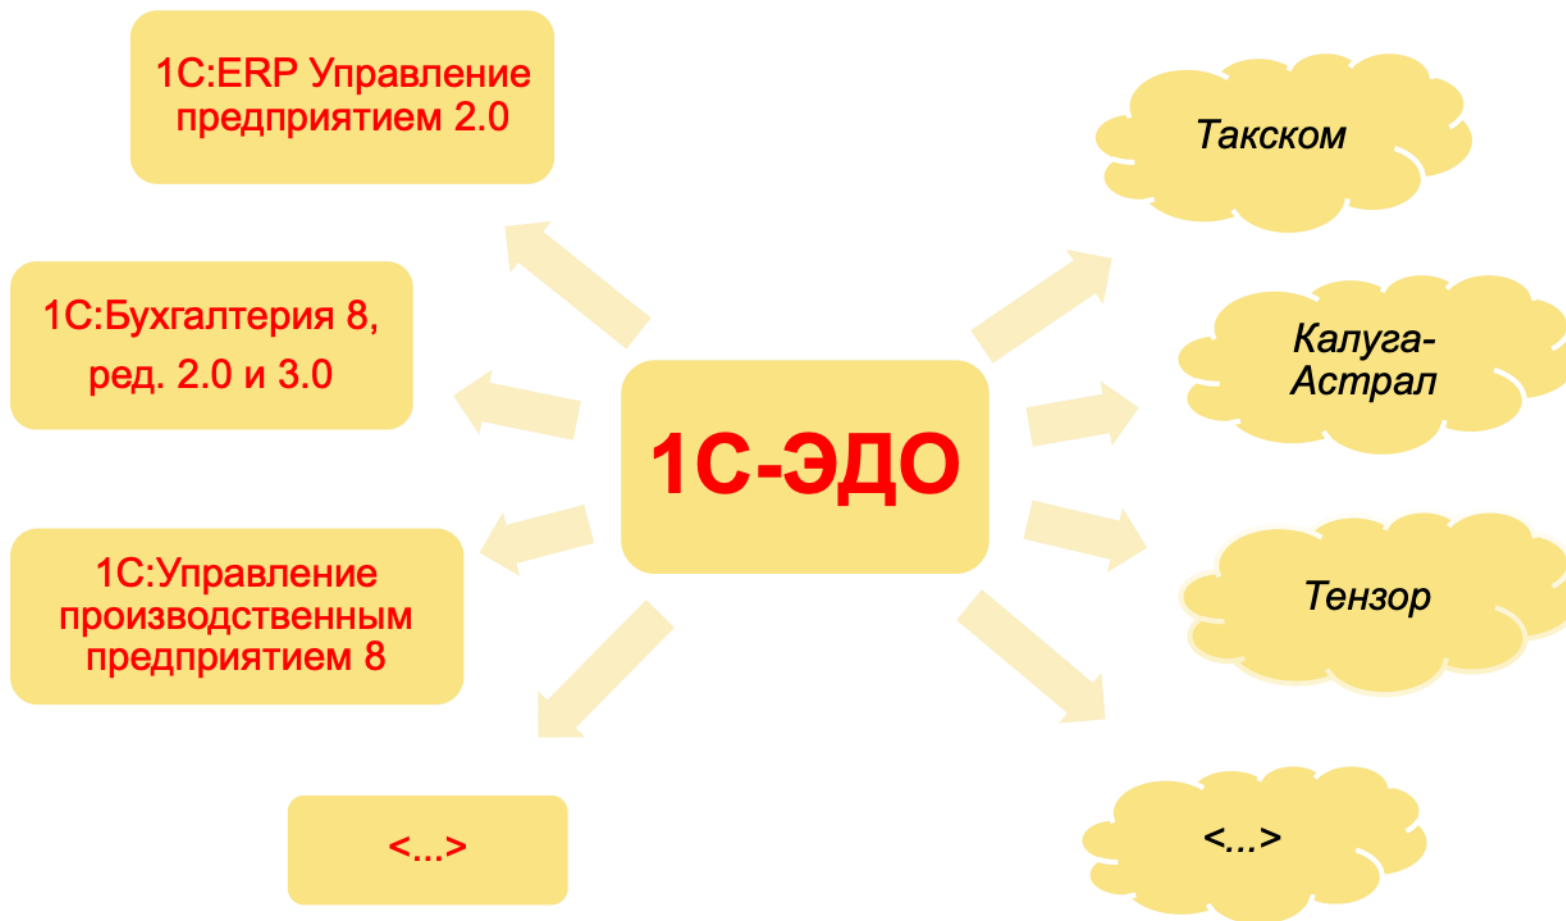 1С:ERP Управление
предприятием 2.0
1С:Бухгалтерия 8,
ред. 2.0 и 3.0
1С:Управление
производственным
предприятием 8
<...>
1С-ЭДО
Такском
Калуга-
Астрал
Тензор
<...>